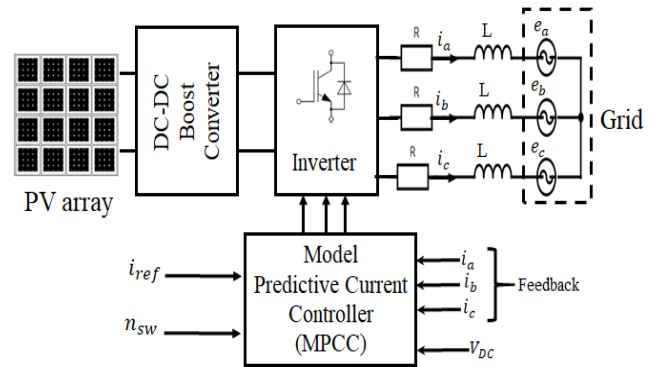 PV array
DC-DC
Boost
Converter
Inverter
R
i_a
L
e_a
R
i_b
L
e_b
R
i_c
L
e_c
Grid
Model
Predictive Current
Controller
(MPCC)
i_ref
n_sw
i_a
i_b
i_c
V_DC
Feedback